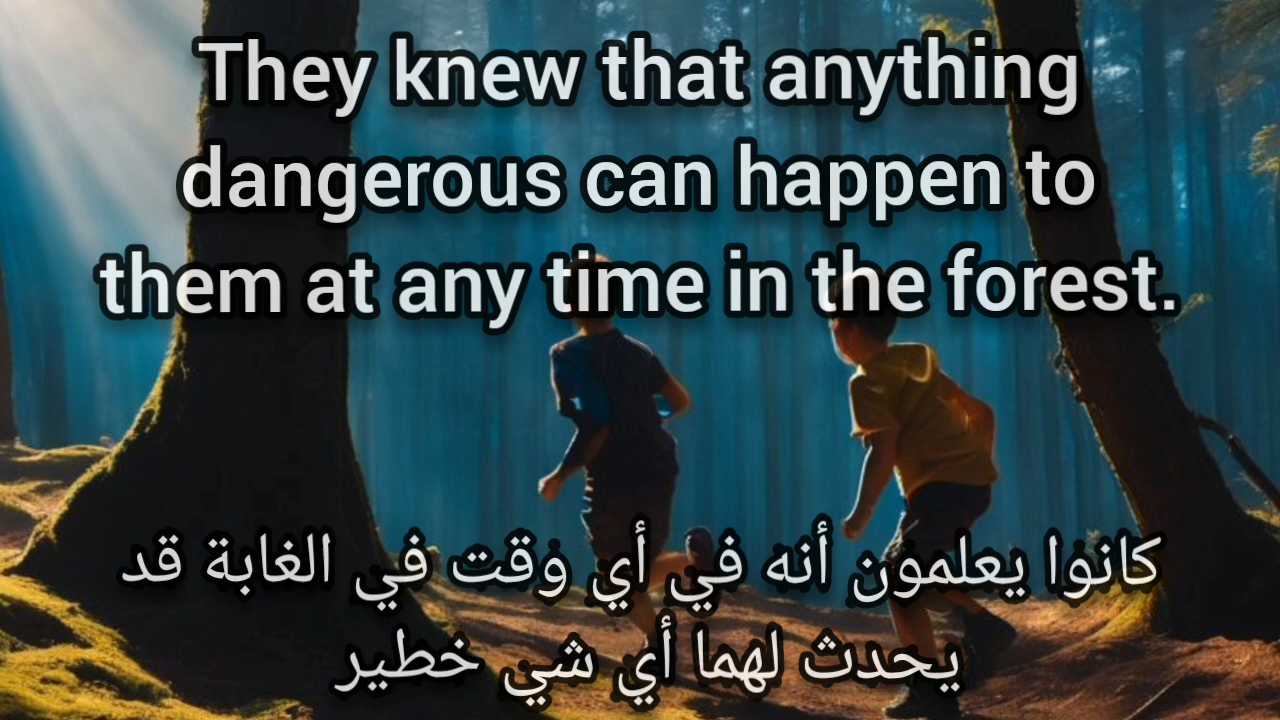 They knew that anything
dangerous can happen to
them at any time in the forest.
كانوا يعلمون أنه في أي وقت في الغابة قد
يحدث لهما أي شي خطير